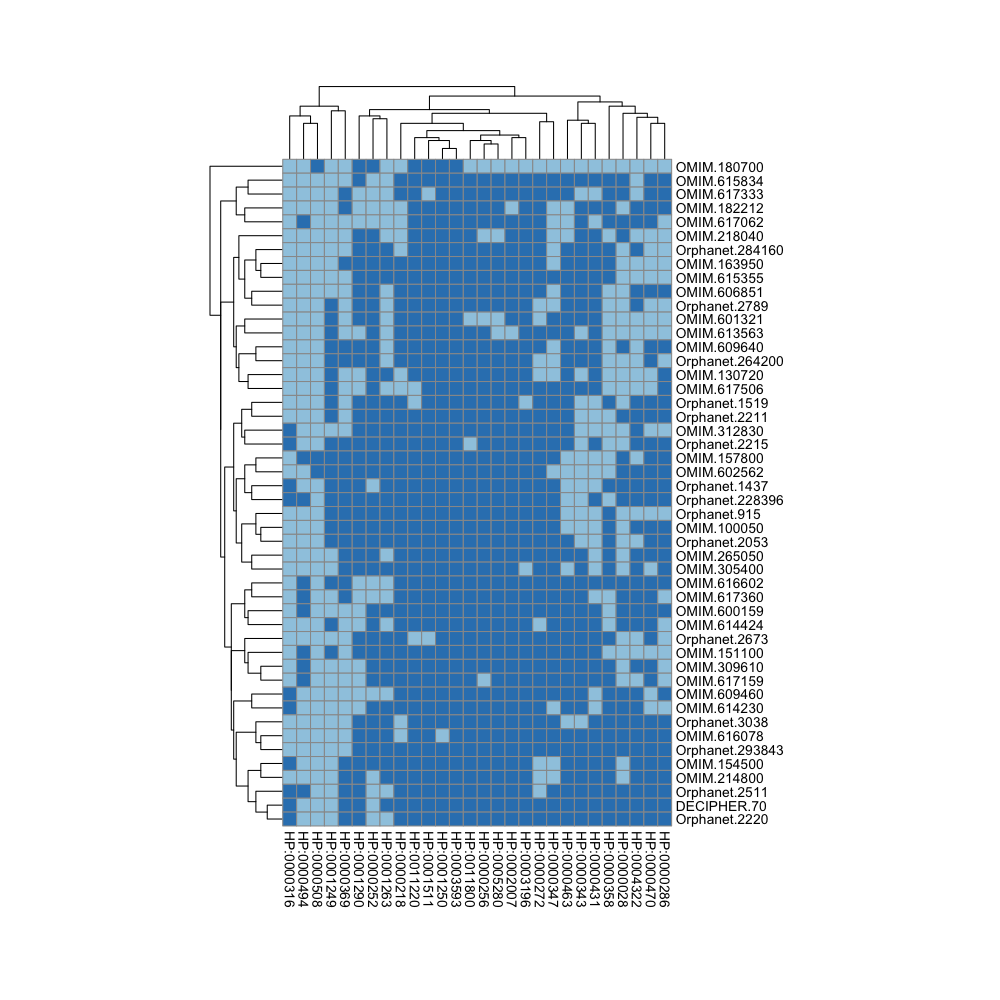 OMIM.180700
OMIM.615834
OMIM.617333
OMIM.182212
OMIM.617062
OMIM.218040
Orphanet.284160
OMIM.163950
OMIM.615355
OMIM.606851
Orphanet.2789
OMIM.601321
OMIM.613563
OMIM.609640
Orphanet.264200
OMIM.130720
OMIM.617506
Orphanet.1519
Orphanet.2211
OMIM.312830
Orphanet.2215
OMIM.157800
OMIM.602562
Orphanet.1437
Orphanet.228396
Orphanet.915
OMIM.100050
Orphanet.2053
OMIM.265050
OMIM.305400
OMIM.616602
OMIM.617360
OMIM.600159
OMIM.614424
Orphanet.2673
OMIM.151100
OMIM.309610
OMIM.617159
OMIM.609460
OMIM.614230
Orphanet.3038
OMIM.616078
Orphanet.293843
OMIM.154500
OMIM.214800
Orphanet.2511
DECIPHER.70
Orphanet.2220
HP:0000316
HP:0000494
HP:0000508
HP:0001249
HP:0000369
HP:0001290
HP:0000252
HP:0001263
HP:0000218
HP:0011220
HP:0001511
HP:0001250
HP:0003593
HP:0011800
HP:0000256
HP:0005280
HP:0002007
HP:0003196
HP:0000272
HP:0000347
HP:0000463
HP:0000343
HP:0000431
HP:0000358
HP:0000028
HP:0004322
HP:0000470
HP:0000286